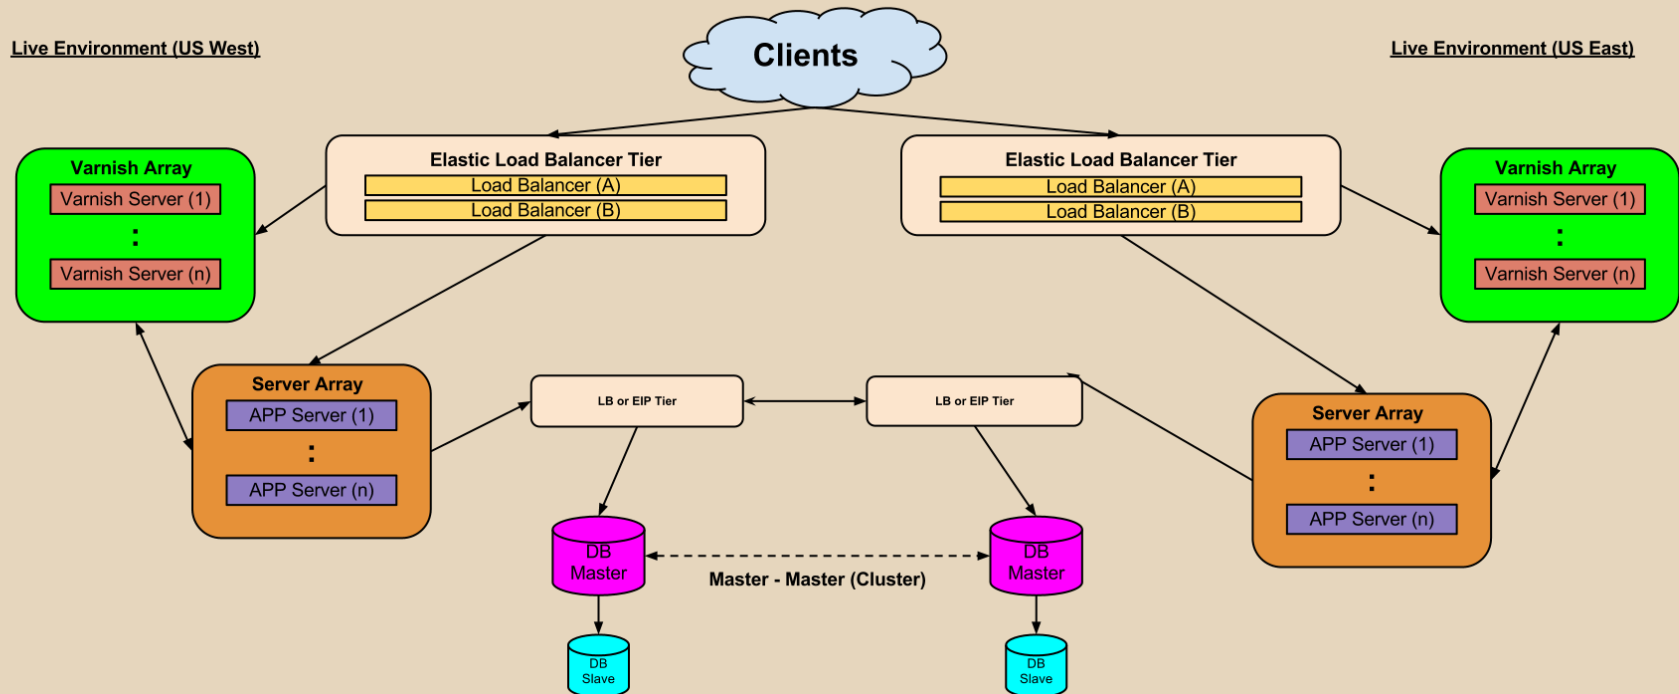 Live Environment (US West)
Clients
Live Environment (US East)
Varnish Array
Varnish Server (1)
:
Varnish Server (n)
Elastic Load Balancer Tier
Load Balancer (A)
Load Balancer (B)
Elastic Load Balancer Tier
Load Balancer (A)
Load Balancer (B)
Varnish Array
Varnish Server (1)
:
Varnish Server (n)
Server Array
APP Server (1)
:
APP Server (n)
LB or EIP Tier
LB or EIP Tier
Server Array
APP Server (1)
:
APP Server (n)
DB
Master
Master - Master (Cluster)
DB
Master
DB
Slave
DB
Slave